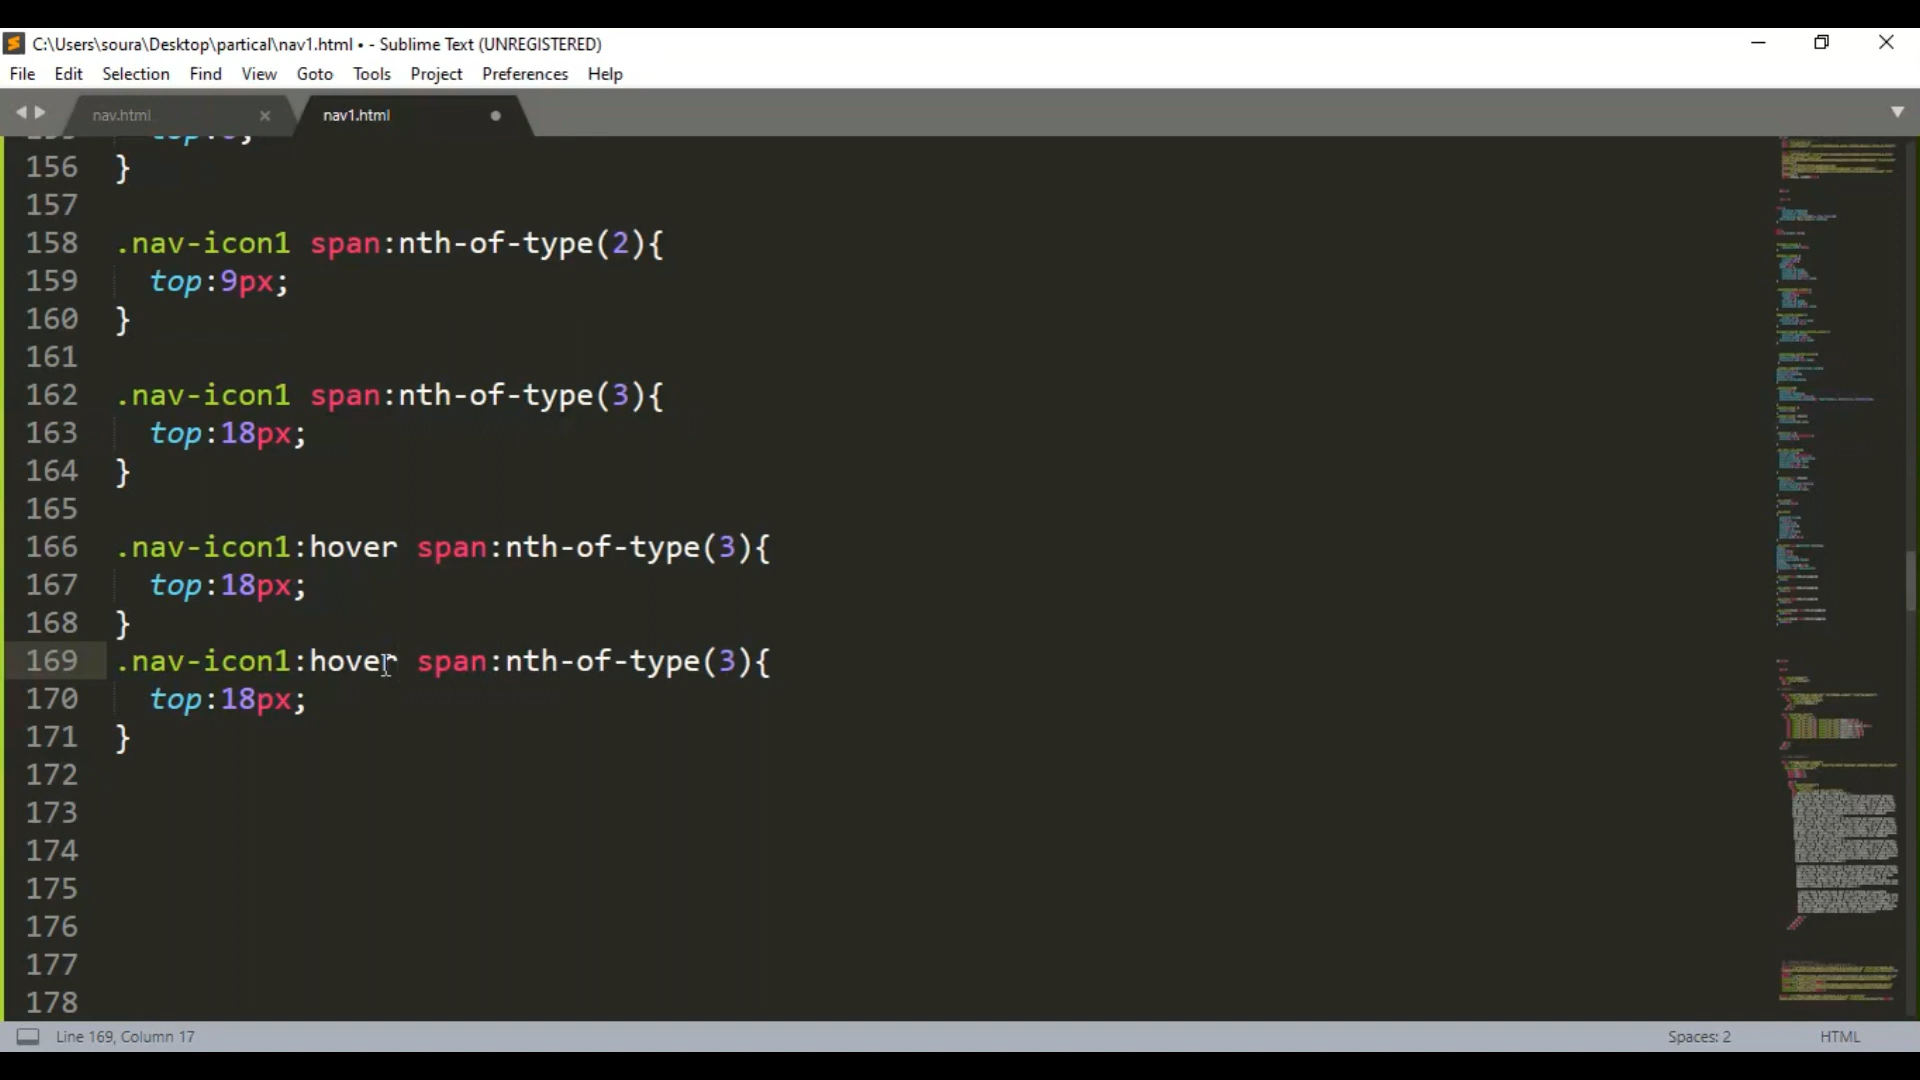 C:\Users\soura\Desktop\partical\nav1.html • - Sublime Text (UNREGISTERED)
File Edit Selection Find View Goto Tools Project Preferences Help
nav.html nav1.html
156 }
157
158 .nav-icon1 span:nth-of-type(2){
159 top:9px;
160 }
161
162 .nav-icon1 span:nth-of-type(3){
163 top:18px;
164 }
165
166 .nav-icon1:hover span:nth-of-type(3){
167 top:18px;
168 }
169 .nav-icon1:hover span:nth-of-type(3){
170 top:18px;
171 }
172
173
174
175
176
177
178
Line 169, Column 17 Spaces: 2 HTML